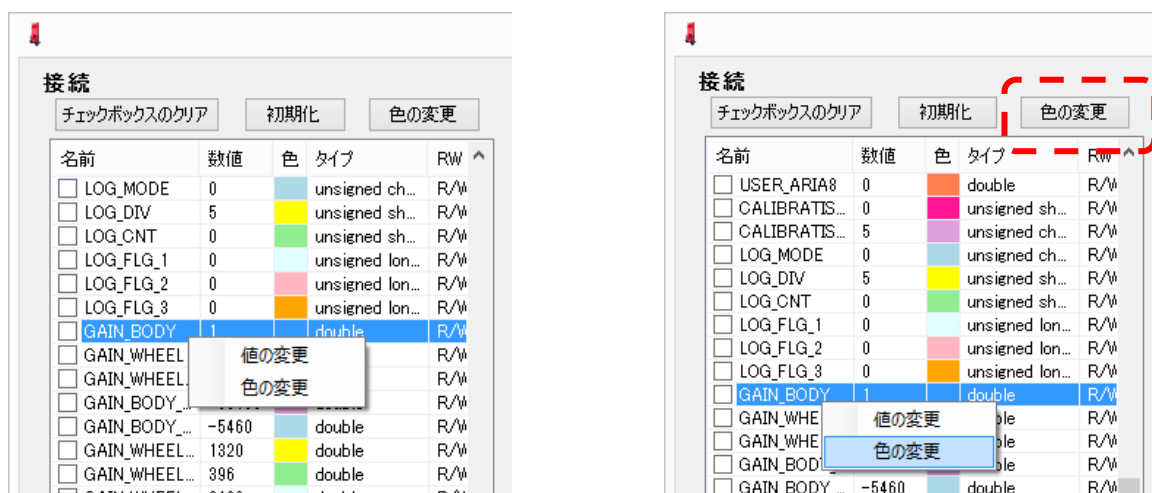 接続
チェックボックスのクリア 初期化 色の変更
名前 数値 色 タイプ RW
LOG_MODE 0 unsigned ch... R/W
LOG_DIV 5 unsigned sh... R/W
LOG_CNT 0 unsigned sh... R/W
LOG_FLG_1 0 unsigned lon... R/W
LOG_FLG_2 0 unsigned lon... R/W
LOG_FLG_3 0 unsigned lon... R/W
GAIN_BODY 1 double R/W
GAIN_WHEEL R/W
GAIN_WHEEL. R/W
GAIN_BODY_... R/W
値の変更
色の変更
GAIN_BODY_... -5460 double R/W
GAIN_WHEEL... 1320 double R/W
GAIN_WHEEL... 396 double R/W
接続
チェックボックスのクリア 初期化 色の変更
名前 数値 色 タイプ RW
USER_ARIA8 0 double R/W
CALIBRATIS... 0 unsigned sh... R/W
CALIBRATIS... 5 unsigned ch... R/W
LOG_MODE 0 unsigned ch... R/W
LOG_DIV 5 unsigned sh... R/W
LOG_CNT 0 unsigned sh... R/W
LOG_FLG_1 0 unsigned lon... R/W
LOG_FLG_2 0 unsigned lon... R/W
LOG_FLG_3 0 unsigned lon... R/W
GAIN_BODY 1 double R/W
GAIN_WHE ble R/W
GAIN_WHE ble R/W
GAIN_BOD ble R/W
値の変更
色の変更
GAIN_BODY_... -5460 double R/W